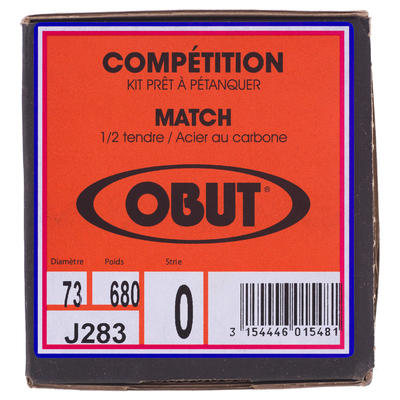 COMPÉTITION
KIT PRÊT À PÉTANQUER
MATCH
1/2 tendre / Acier au carbone
OBUT®
Diamètre Poids Strie
73 680 0
J283
3 154446 015481